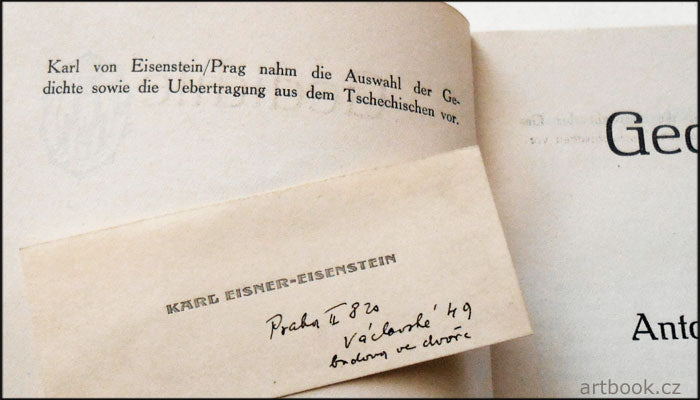 Karl von Eisenstein/Prag nahm die Auswahl der Ge-
dichte sowie die Uebertragung aus dem Tschechischen vor.
KARL EISNER-EISENSTEIN
Praha II 820
Václavské 49
budova ve dvoře
Ged
Anto
artbook.cz